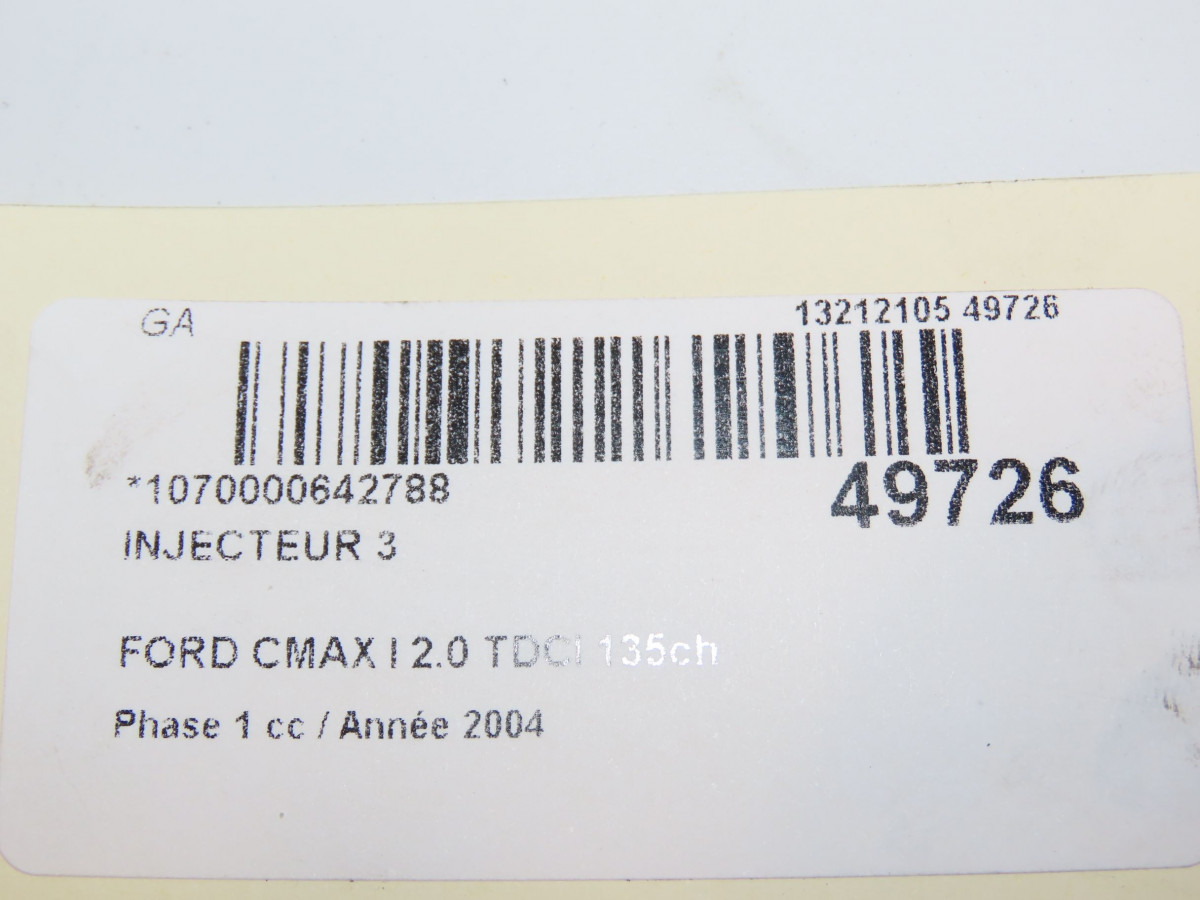 GA
13212105 49726
*1070000642788
49726
INJECTEUR 3
FORD CMAX I 2.0 TDCI 135ch
Phase 1 cc / Année 2004